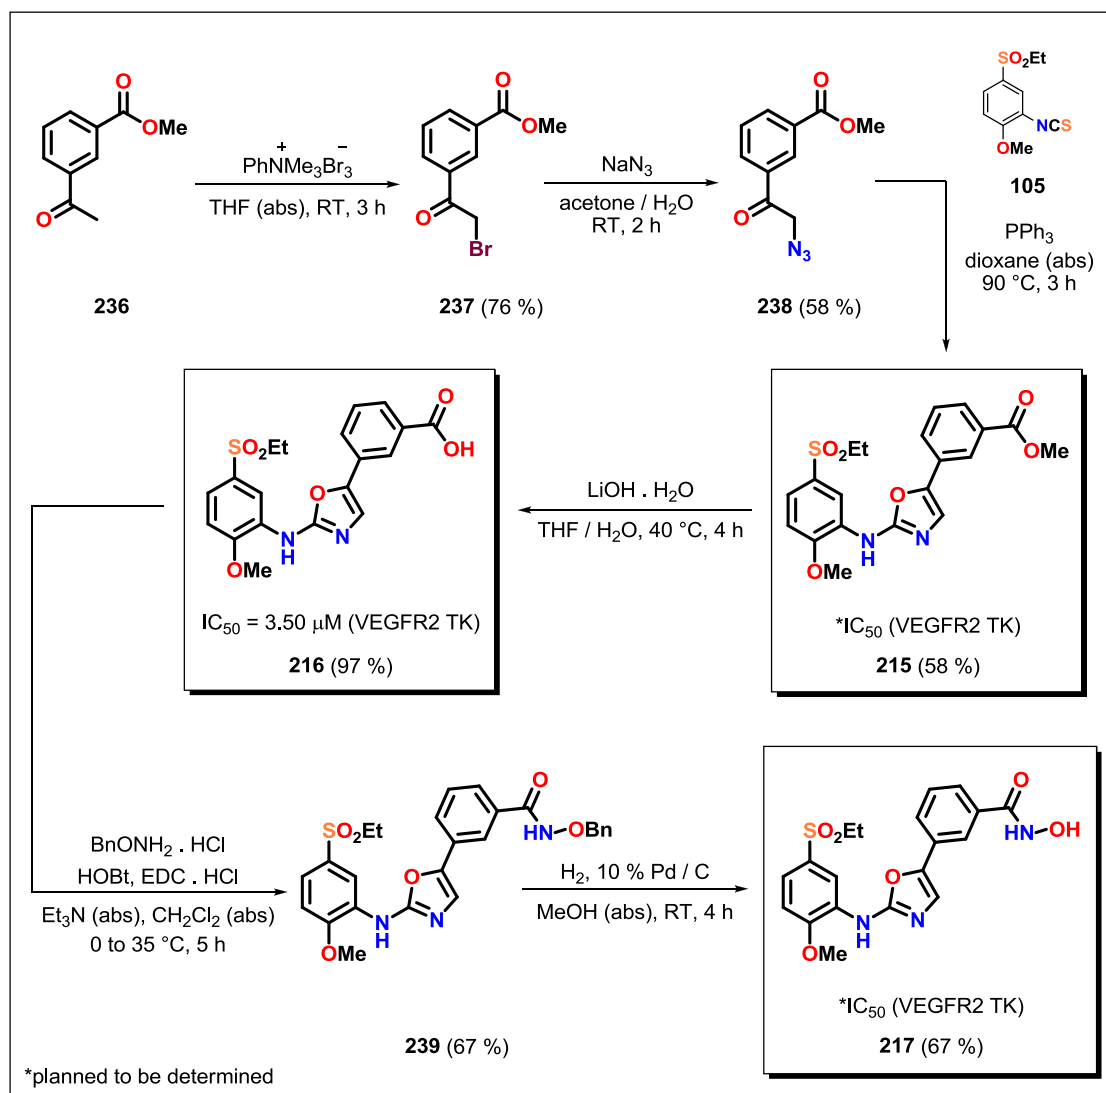 O
OMe
O
236
+ −
PhNMe3Br3
THF (abs), RT, 3 h
O
OMe
O
Br
237 (76 %)
NaN3
acetone / H2O
RT, 2 h
O
OMe
O
N3
238 (58 %)
SO2Et
NCS
OMe
105
PPh3
dioxane (abs)
90 °C, 3 h
O
OH
SO2Et
O
N
H
N
OMe
IC50 = 3.50 μM (VEGFR2 TK)
216 (97 %)
LiOH . H2O
THF / H2O, 40 °C, 4 h
O
OMe
SO2Et
O
N
H
N
OMe
*IC50 (VEGFR2 TK)
215 (58 %)
BnONH2 . HCl
HOBt, EDC . HCl
Et3N (abs), CH2Cl2 (abs)
0 to 35 °C, 5 h
O
HN
OBn
SO2Et
O
N
H
N
OMe
239 (67 %)
H2, 10 % Pd / C
MeOH (abs), RT, 4 h
O
HN
OH
SO2Et
O
N
H
N
OMe
*IC50 (VEGFR2 TK)
217 (67 %)
*planned to be determined